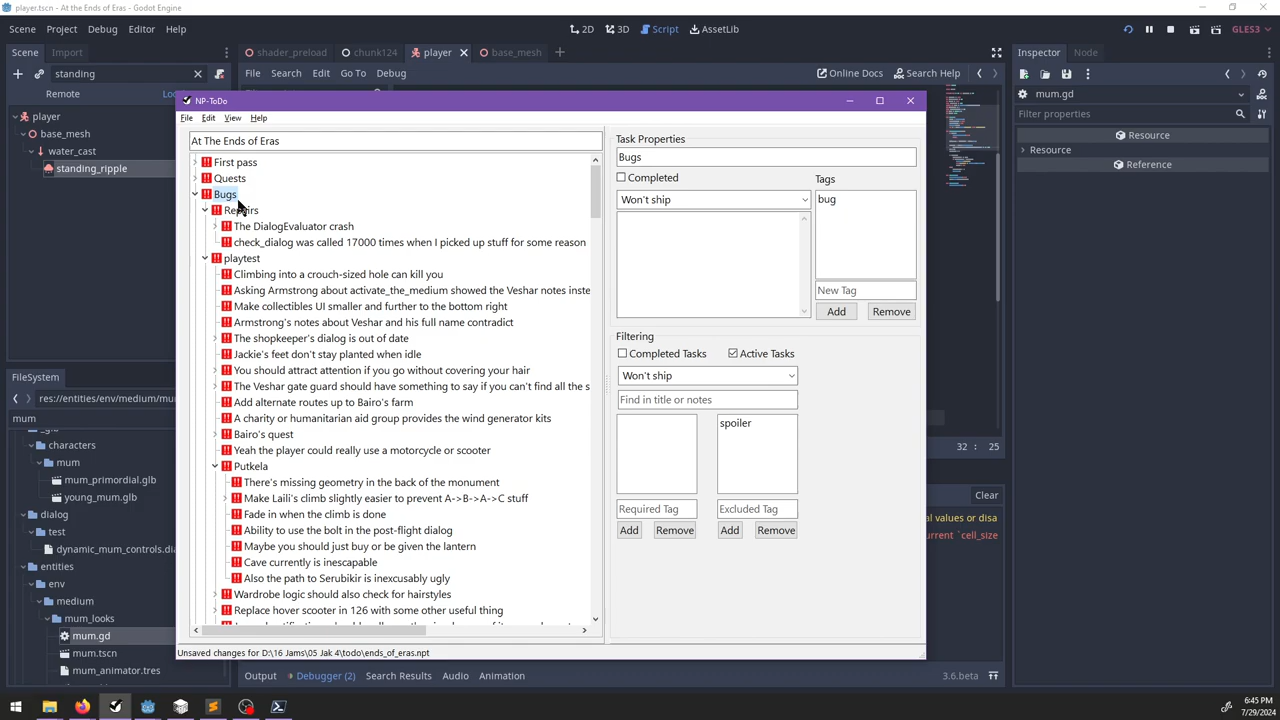 player.tscn - At the Ends of Eras - Godot Engine
Scene Project Debug Editor Help
2D 3D Script AssetLib
GLES3
Scene Import
shader_preload chunk124 player base_mesh
Inspector Node
standing
File Search Edit Go To Debug
Online Docs Search Help
Remote
player
base_mesh
water_cast
standing_ripple
mum.gd
Filter properties
Resource
Resource
Reference
NP-ToDo
File Edit View Help
At The Ends of Eras
First pass
Quests
Bugs
Repairs
The DialogEvaluator crash
check_dialog was called 17000 times when I picked up stuff for some reason
playtest
Climbing into a crouch-sized hole can kill you
Asking Armstrong about activate_the_medium showed the Veshar notes inste
Make collectibles UI smaller and further to the bottom right
Armstrong's notes about Veshar and his full name contradict
The shopkeeper's dialog is out of date
Jackie's feet don't stay planted when idle
You should attract attention if you go without covering your hair
The Veshar gate guard should have something to say if you can't find all the s
Add alternate routes up to Bairo's farm
A charity or humanitarian aid group provides the wind generator kits
Bairo's quest
Yeah the player could really use a motorcycle or scooter
Putkela
There's missing geometry in the back of the monument
Make Laili's climb slightly easier to prevent A->B->A->C stuff
Fade in when the climb is done
Ability to use the bolt in the post-flight dialog
Maybe you should just buy or be given the lantern
Cave currently is inescapable
Also the path to Serubikir is inexcusably ugly
Wardrobe logic should also check for hairstyles
Replace hover scooter in 126 with some other useful thing
Unsaved changes for D:\16 Jams\05 Jak 4\todo\ends_of_eras.npt
Task Properties
Bugs
Completed
Won't ship
Tags
bug
New Tag
Add Remove
Filtering
Completed Tasks Active Tasks
Won't ship
Find in title or notes
spoiler
Required Tag Excluded Tag
Add Remove Add Remove
FileSystem
res://entities/env/medium/mu
mum
characters
mum
mum_primordial.glb
young_mum.glb
dialog
test
dynamic_mum_controls.dia
entities
env
medium
mum_looks
mum.gd
mum.tscn
mum_animator.tres
32 : 25
Clear
al values or disa
urrent `cell_size
Output Debugger (2) Search Results Audio Animation
3.6.beta
6:45 PM
7/29/2024